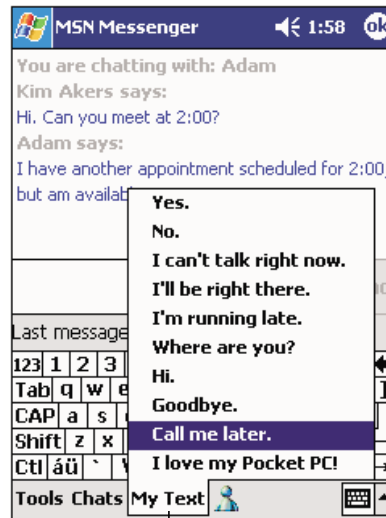 MSN Messenger 1:58 ok
You are chatting with: Adam
Kim Akers says:
Hi. Can you meet at 2:00?
Adam says:
I have another appointment scheduled for 2:00,
but am
Yes.
No.
I can't talk right now.
I'll be right there.
I'm running late.
Where are you?
Hi.
Goodbye.
Call me later.
I love my Pocket PC!
Last message
123 1 2 3
Tab q w e
CAP a s
Shift z x
Ctl áü `
Tools Chats My Text